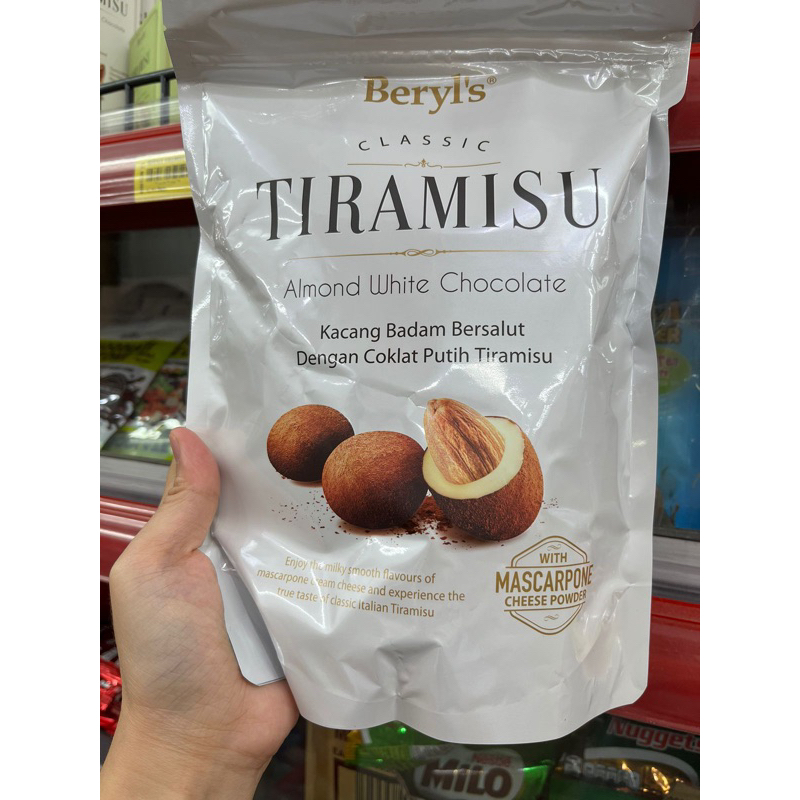 Beryl's®
CLASSIC
TIRAMISU
Almond White Chocolate
Kacang Badam Bersalut
Dengan Coklat Putih Tiramisu
Enjoy the milky smooth flavours of
mascarpone cream cheese and experience the
true taste of classic Italian Tiramisu
WITH
MASCARPONE
CHEESE POWDER
MILO
Nugget